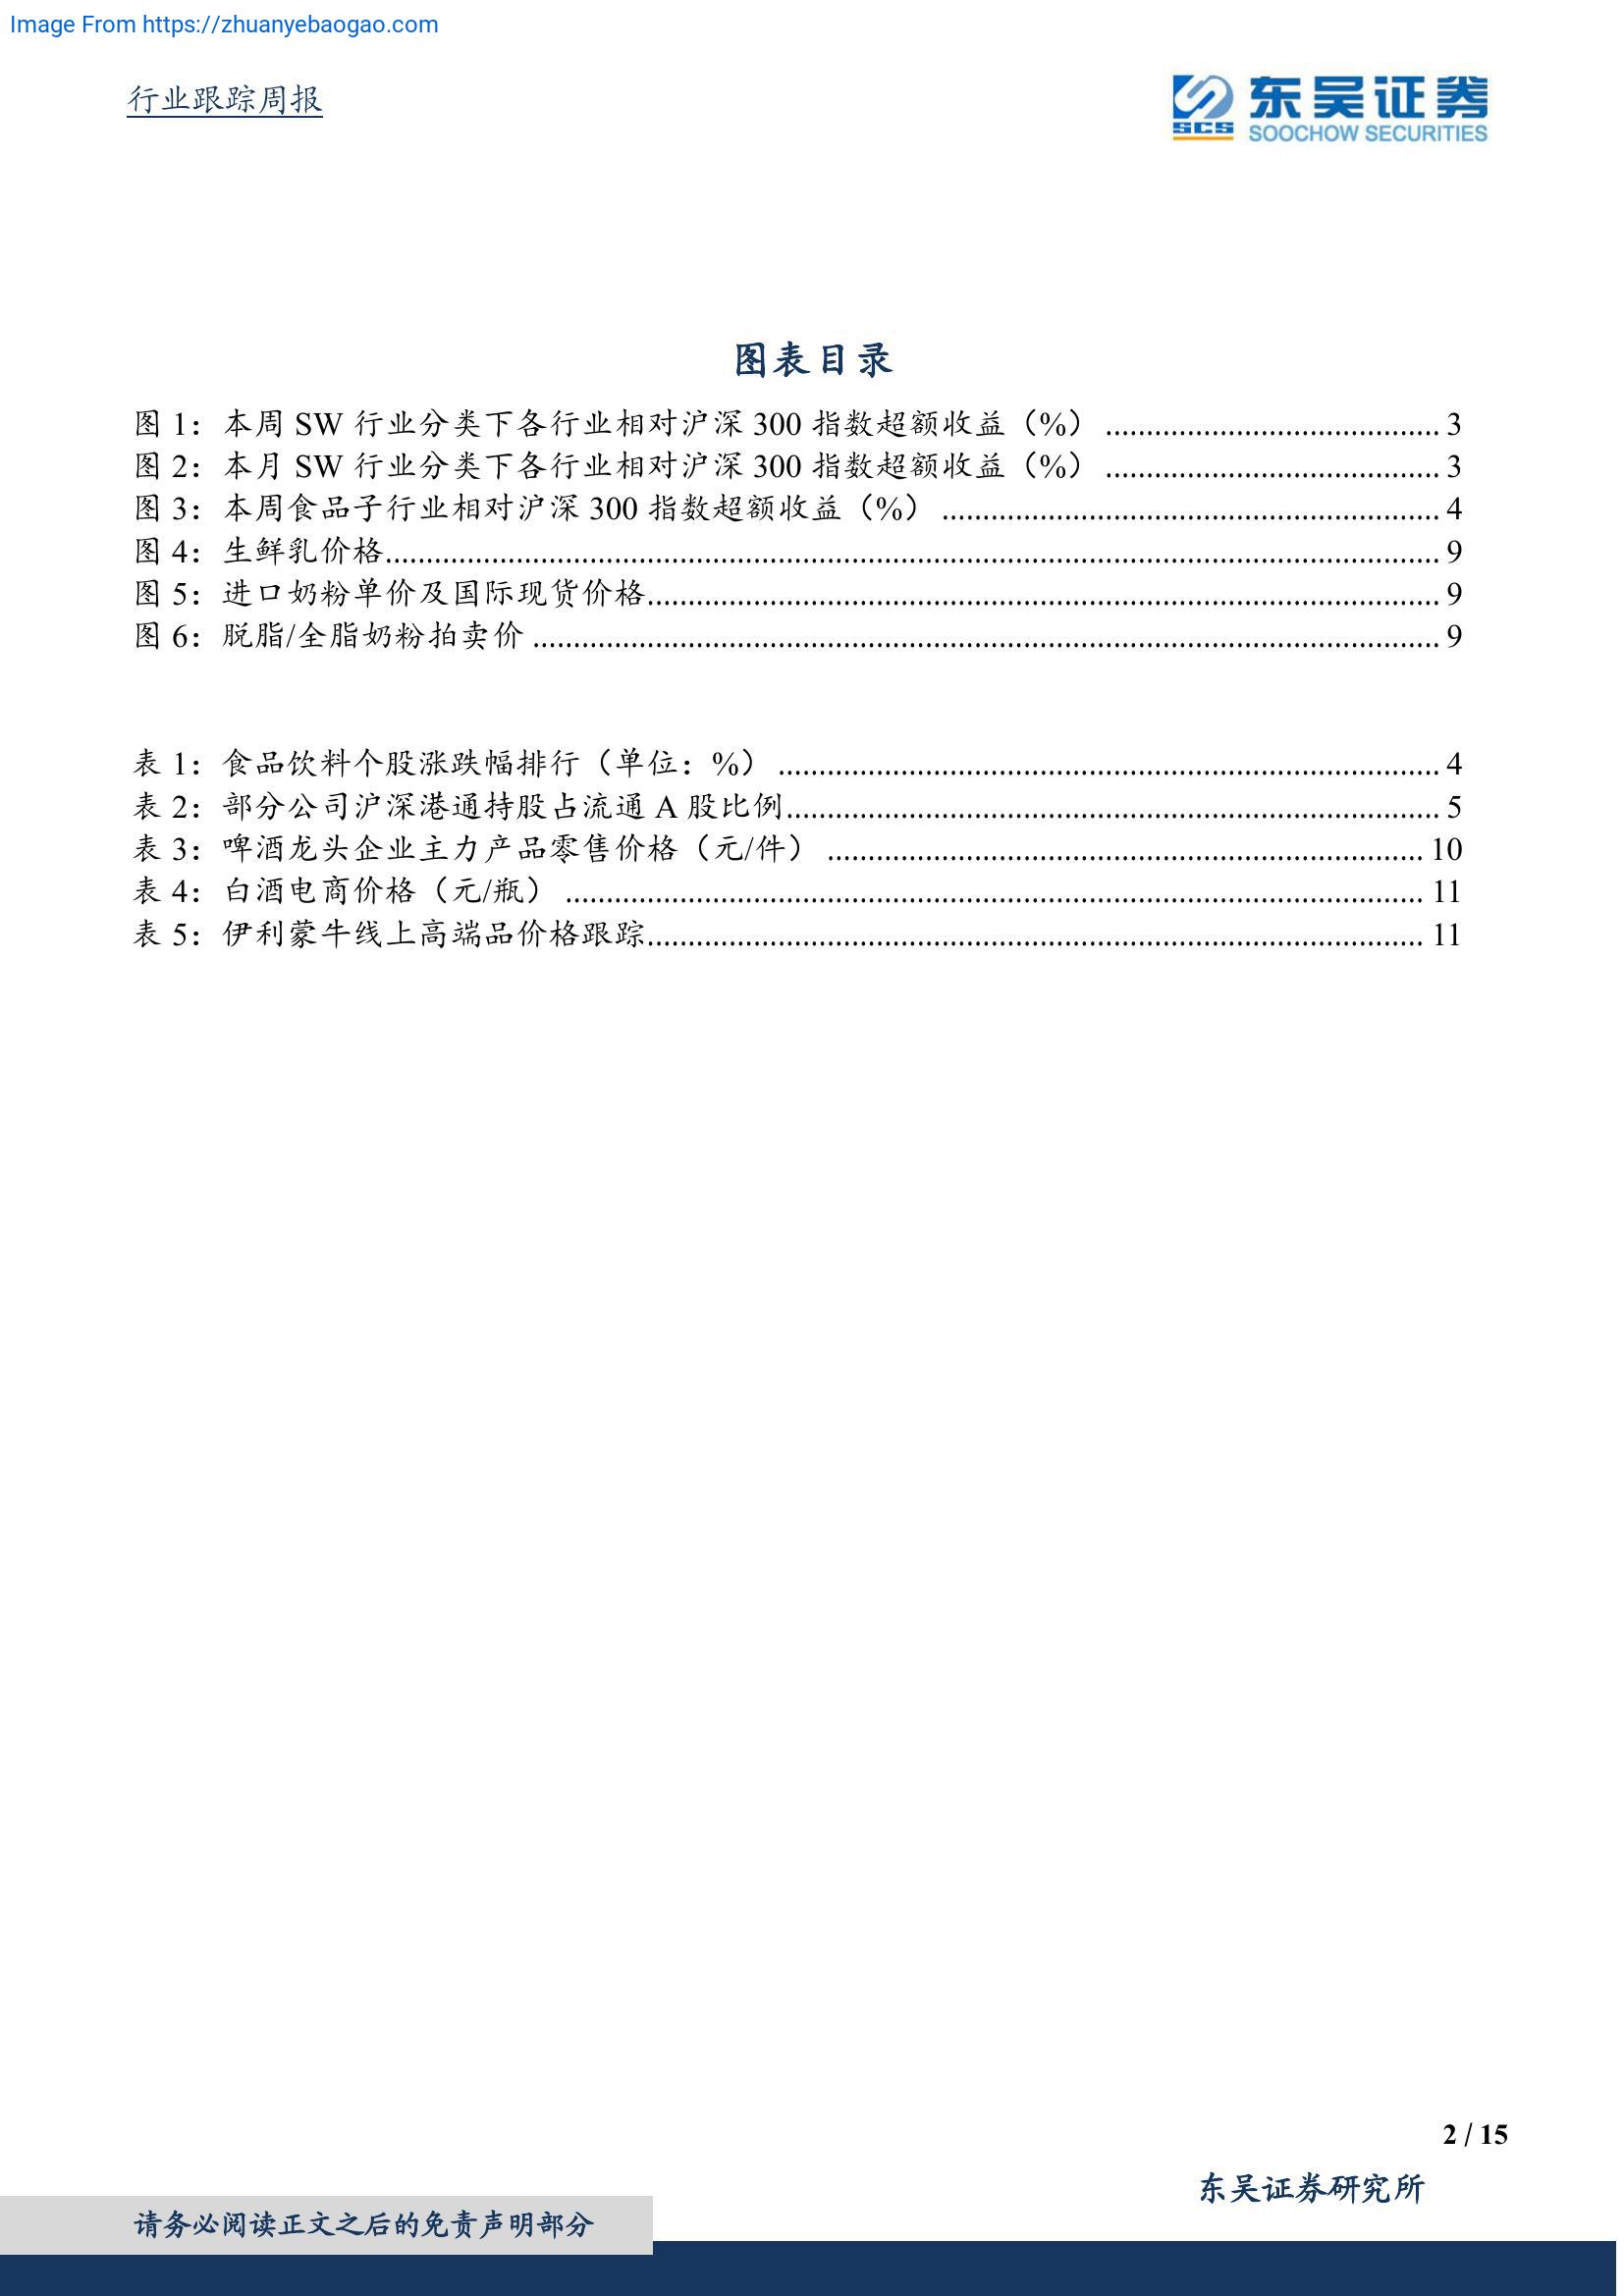 Image From https://zhuanyebaogao.com
行业跟踪周报
东吴证券
SCS
SOOCHOW SECURITIES
图表目录
图 1：本周 SW 行业分类下各行业相对沪深 300 指数超额收益（%） ......................................... 3
图 2：本月 SW 行业分类下各行业相对沪深 300 指数超额收益（%） ......................................... 3
图 3：本周食品子行业相对沪深 300 指数超额收益（%） ............................................................. 4
图 4：生鲜乳价格................................................................................................................................. 9
图 5：进口奶粉单价及国际现货价格................................................................................................. 9
图 6：脱脂/全脂奶粉拍卖价 ............................................................................................................... 9
表 1：食品饮料个股涨跌幅排行（单位：%） ................................................................................. 4
表 2：部分公司沪深港通持股占流通 A 股比例................................................................................ 5
表 3：啤酒龙头企业主力产品零售价格（元/件） ......................................................................... 10
表 4：白酒电商价格（元/瓶） ......................................................................................................... 11
表 5：伊利蒙牛线上高端品价格跟踪............................................................................................... 11
2 / 15
东吴证券研究所
请务必阅读正文之后的免责声明部分